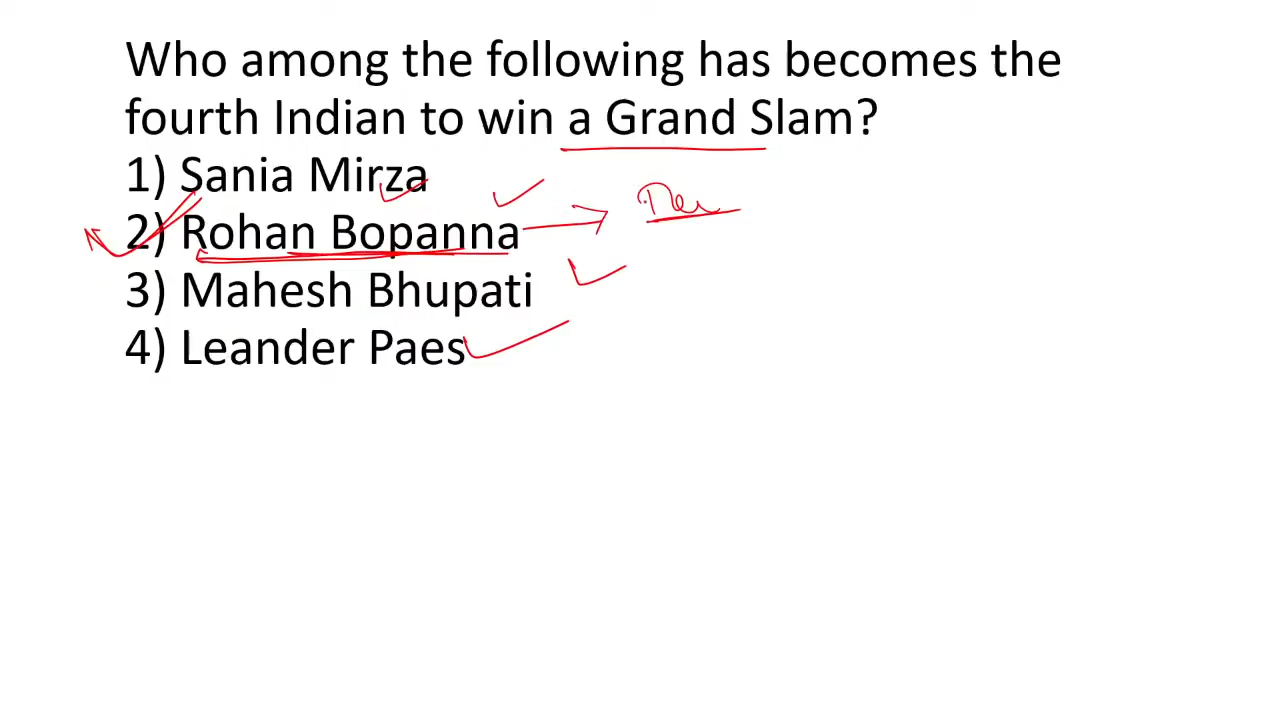 Who among the following has becomes the
fourth Indian to win a Grand Slam?
1) Sania Mirza
2) Rohan Bopanna
3) Mahesh Bhupati
4) Leander Paes